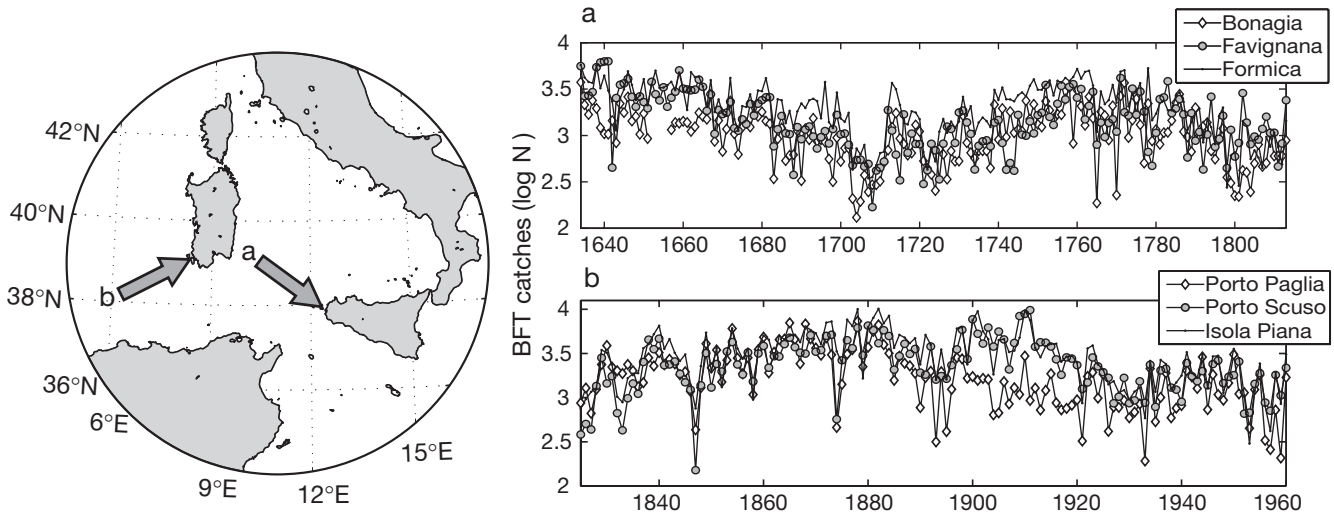 42°N
40°N
38°N
36°N
6°E
9°E
12°E
15°E
a
b
BFT catches (log N)
a
Bonagia
Favignana
Formica
4
3.5
3
2.5
2
1640 1660 1680 1700 1720 1740 1760 1780 1800
b
Porto Paglia
Porto Scuso
Isola Piana
4
3.5
3
2.5
2
1840 1860 1880 1900 1920 1940 1960